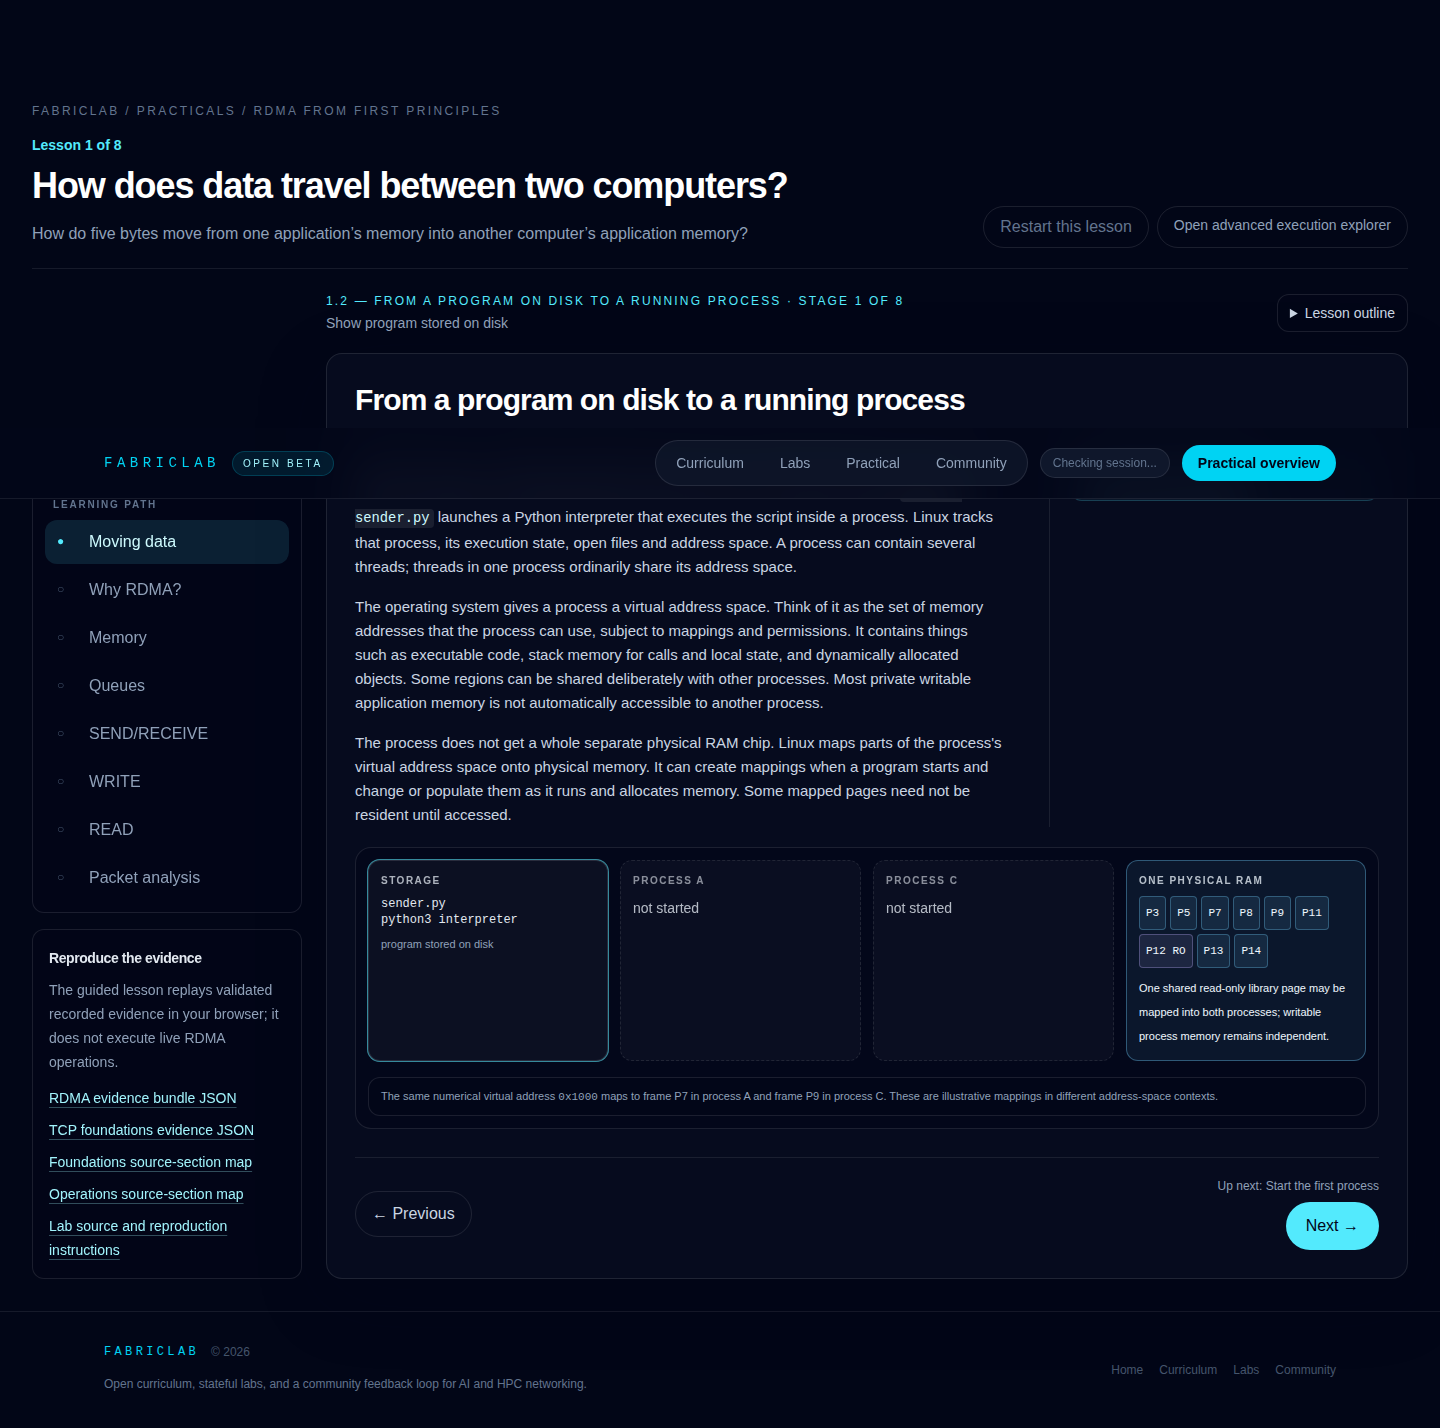 FABRICLAB / PRACTICALS / RDMA FROM FIRST PRINCIPLES
Lesson 1 of 8
How does data travel between two computers?
How do five bytes move from one application’s memory into another computer’s application memory?
Restart this lesson
Open advanced execution explorer
1.2 — FROM A PROGRAM ON DISK TO A RUNNING PROCESS · STAGE 1 OF 8
Show program stored on disk
▶ Lesson outline
From a program on disk to a running process
FABRICLAB
OPEN BETA
Curriculum
Labs
Practical
Community
Checking session...
Practical overview
LEARNING PATH
Moving data
Why RDMA?
Memory
Queues
SEND/RECEIVE
WRITE
READ
Packet analysis
Reproduce the evidence
The guided lesson replays validated
recorded evidence in your browser; it
does not execute live RDMA
operations.
RDMA evidence bundle JSON
TCP foundations evidence JSON
Foundations source-section map
Operations source-section map
Lab source and reproduction
instructions
sender.py launches a Python interpreter that executes the script inside a process. Linux tracks
that process, its execution state, open files and address space. A process can contain several
threads; threads in one process ordinarily share its address space.
The operating system gives a process a virtual address space. Think of it as the set of memory
addresses that the process can use, subject to mappings and permissions. It contains things
such as executable code, stack memory for calls and local state, and dynamically allocated
objects. Some regions can be shared deliberately with other processes. Most private writable
application memory is not automatically accessible to another process.
The process does not get a whole separate physical RAM chip. Linux maps parts of the process's
virtual address space onto physical memory. It can create mappings when a program starts and
change or populate them as it runs and allocates memory. Some mapped pages need not be
resident until accessed.
STORAGE
sender.py
python3 interpreter
program stored on disk
PROCESS A
not started
PROCESS C
not started
ONE PHYSICAL RAM
P3 P5 P7 P8 P9 P11
P12 RO P13 P14
One shared read-only library page may be
mapped into both processes; writable
process memory remains independent.
The same numerical virtual address 0x1000 maps to frame P7 in process A and frame P9 in process C. These are illustrative mappings in different address-space contexts.
Up next: Start the first process
← Previous
Next →
FABRICLAB © 2026
Open curriculum, stateful labs, and a community feedback loop for AI and HPC networking.
Home
Curriculum
Labs
Community